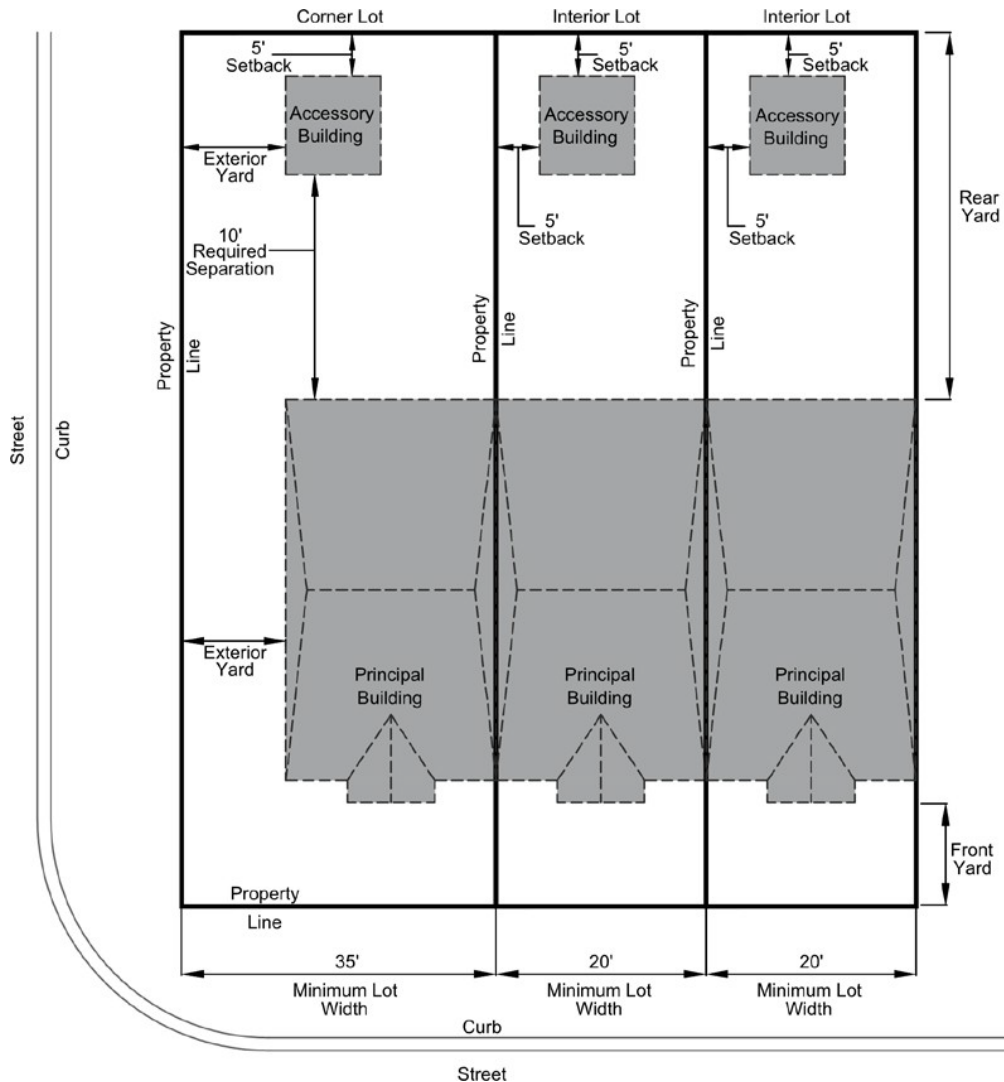 Corner Lot
Interior Lot
Interior Lot
5'
Setback
5'
Setback
5'
Setback
Accessory
Building
Accessory
Building
Accessory
Building
Exterior
Yard
5'
Setback
5'
Setback
Rear
Yard
10'
Required
Separation
Property
Line
Property
Line
Property
Line
Street
Curb
Exterior
Yard
Principal
Building
Principal
Building
Principal
Building
Front
Yard
Property
Line
35'
Minimum Lot
Width
20'
Minimum Lot
Width
20'
Minimum Lot
Width
Curb
Street